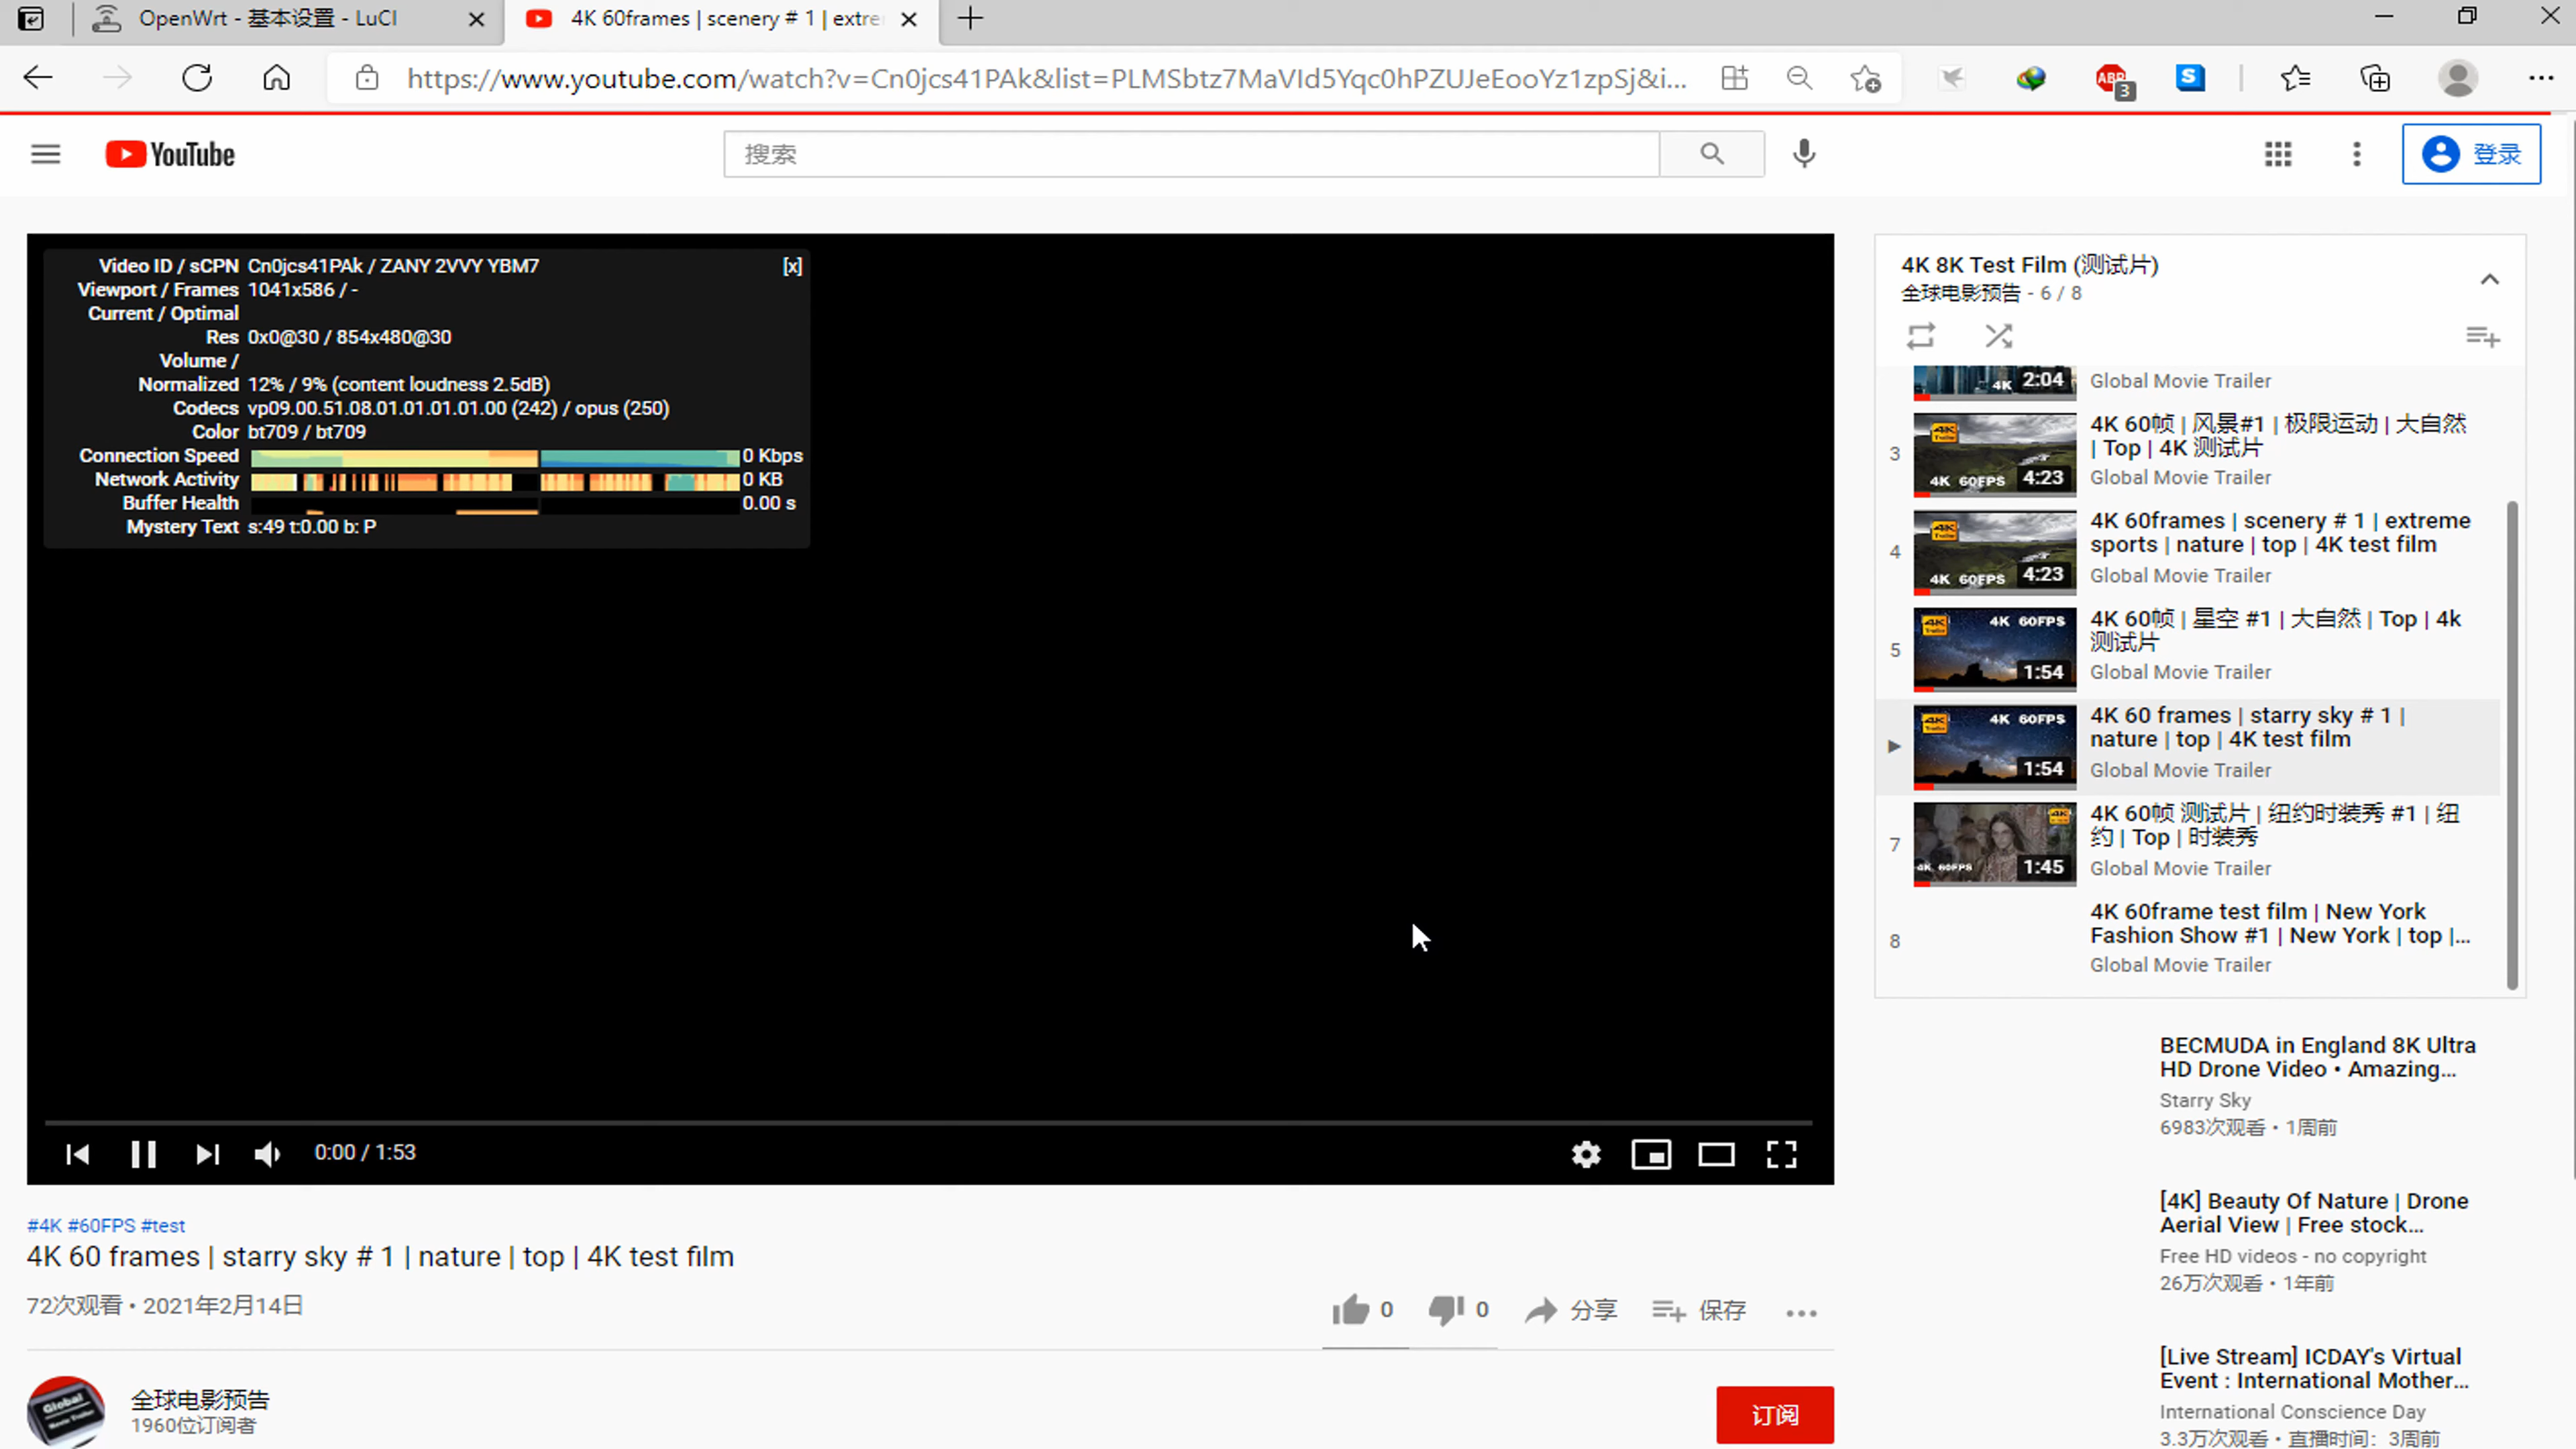 OpenWrt - 基本设置 - LuCI
4K 60frames | scenery # 1 | extre
https://www.youtube.com/watch?v=Cn0jcs41PAk&list=PLMSbtz7MaVId5Yqc0hPZUJeEooYz1zpSj&i...
ABP
3
S
YouTube
搜索
登录
Video ID / sCPN Cn0jcs41PAk / ZANY 2VVY YBM7
[x]
Viewport / Frames 1041x586 / -
Current / Optimal
Res 0x0@30 / 854x480@30
Volume /
Normalized 12% / 9% (content loudness 2.5dB)
Codecs vp09.00.51.08.01.01.01.01.00 (242) / opus (250)
Color bt709 / bt709
Connection Speed 0 Kbps
Network Activity 0 KB
Buffer Health 0.00 s
Mystery Text s:49 t:0.00 b: P
0:00 / 1:53
#4K #60FPS #test
4K 60 frames | starry sky # 1 | nature | top | 4K test film
72次观看 • 2021年2月14日
0
0
分享
保存
全球电影预告
1960位订阅者
订阅
4K 8K Test Film (测试片)
全球电影预告 - 6 / 8
4K 2:04
Global Movie Trailer
3
4K 60FPS 4:23
4K 60帧 | 风景#1 | 极限运动 | 大自然
| Top | 4K 测试片
Global Movie Trailer
4
4K 60FPS 4:23
4K 60frames | scenery # 1 | extreme
sports | nature | top | 4K test film
Global Movie Trailer
5
4K 60FPS
1:54
4K 60帧 | 星空 #1 | 大自然 | Top | 4k
测试片
Global Movie Trailer
4K 60FPS
1:54
4K 60 frames | starry sky # 1 |
nature | top | 4K test film
Global Movie Trailer
7
4K 60FPS 1:45
4K 60帧 测试片 | 纽约时装秀 #1 | 纽
约 | Top | 时装秀
Global Movie Trailer
8
4K 60frame test film | New York
Fashion Show #1 | New York | top |...
Global Movie Trailer
BECMUDA in England 8K Ultra
HD Drone Video • Amazing...
Starry Sky
6983次观看 • 1周前
[4K] Beauty Of Nature | Drone
Aerial View | Free stock...
Free HD videos - no copyright
26万次观看 • 1年前
[Live Stream] ICDAY's Virtual
Event : International Mother...
International Conscience Day
3.3万次观看 • 直播时间：3周前